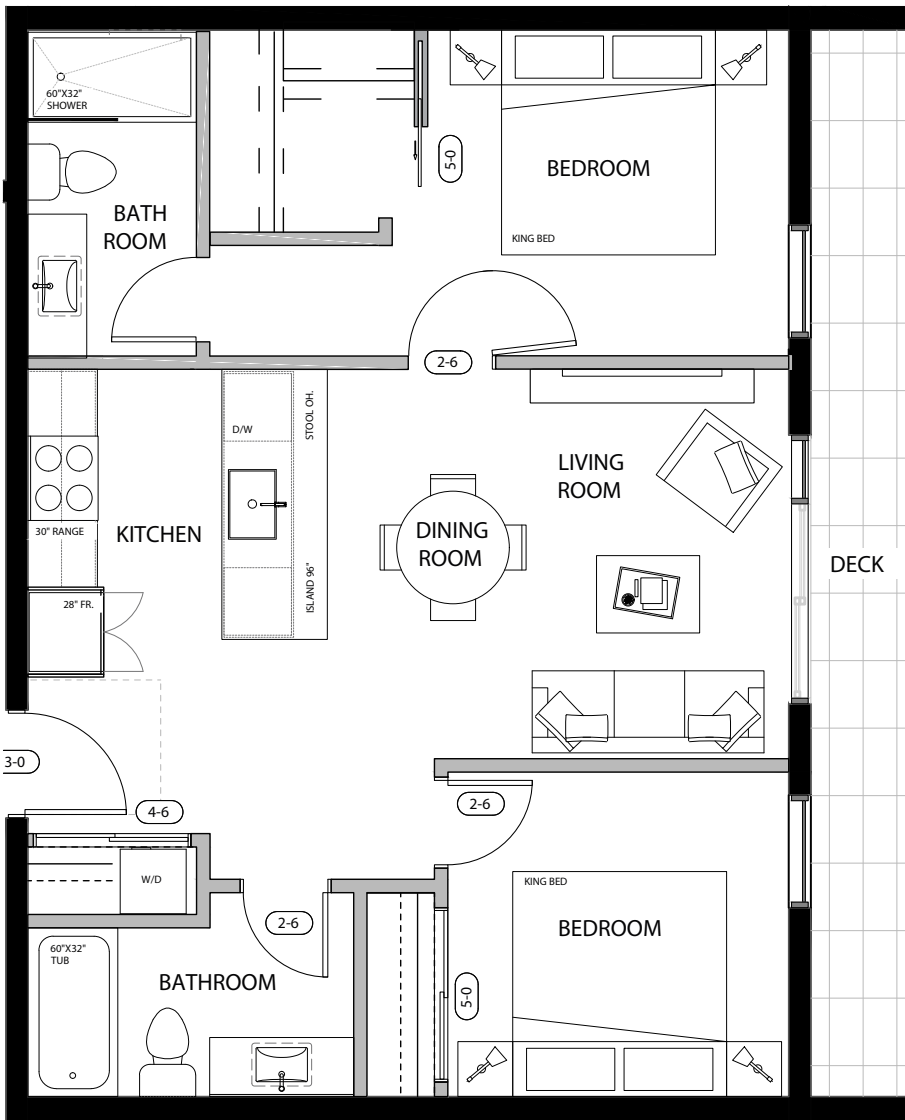 60"X32"
SHOWER
BATH
ROOM
5-0
BEDROOM
KING BED
2-6
D/W
STOOL OH.
30" RANGE
KITCHEN
ISLAND 96"
28" FR.
DINING
ROOM
LIVING
ROOM
DECK
3-0
4-6
W/D
2-6
2-6
60"X32"
TUB
BATHROOM
5-0
KING BED
BEDROOM